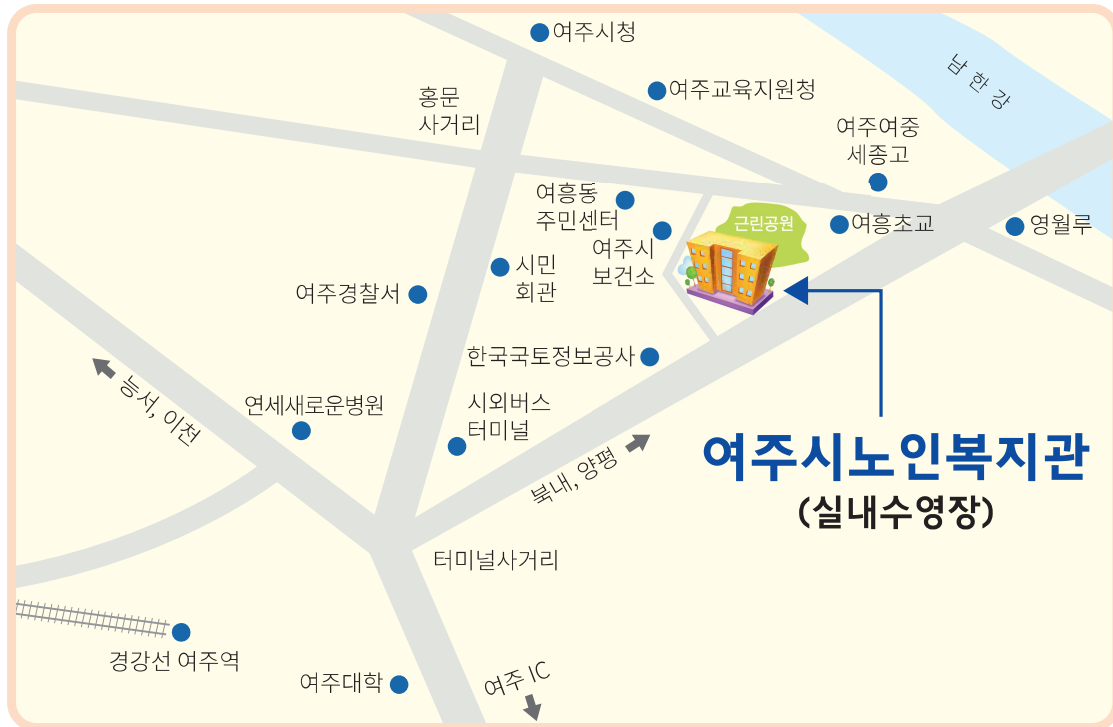 여주시청
여주교육지원청
남한강
홍문
사거리
여주여중
세종고
여흥동
주민센터
근린공원
여흥초교
영월루
여주시
보건소
시민
회관
여주경찰서
한국국토정보공사
능서, 이천
연세새로운병원
시외버스
터미널
북내, 양평
여주시노인복지관
(실내수영장)
터미널사거리
경강선 여주역
여주대학
여주 IC